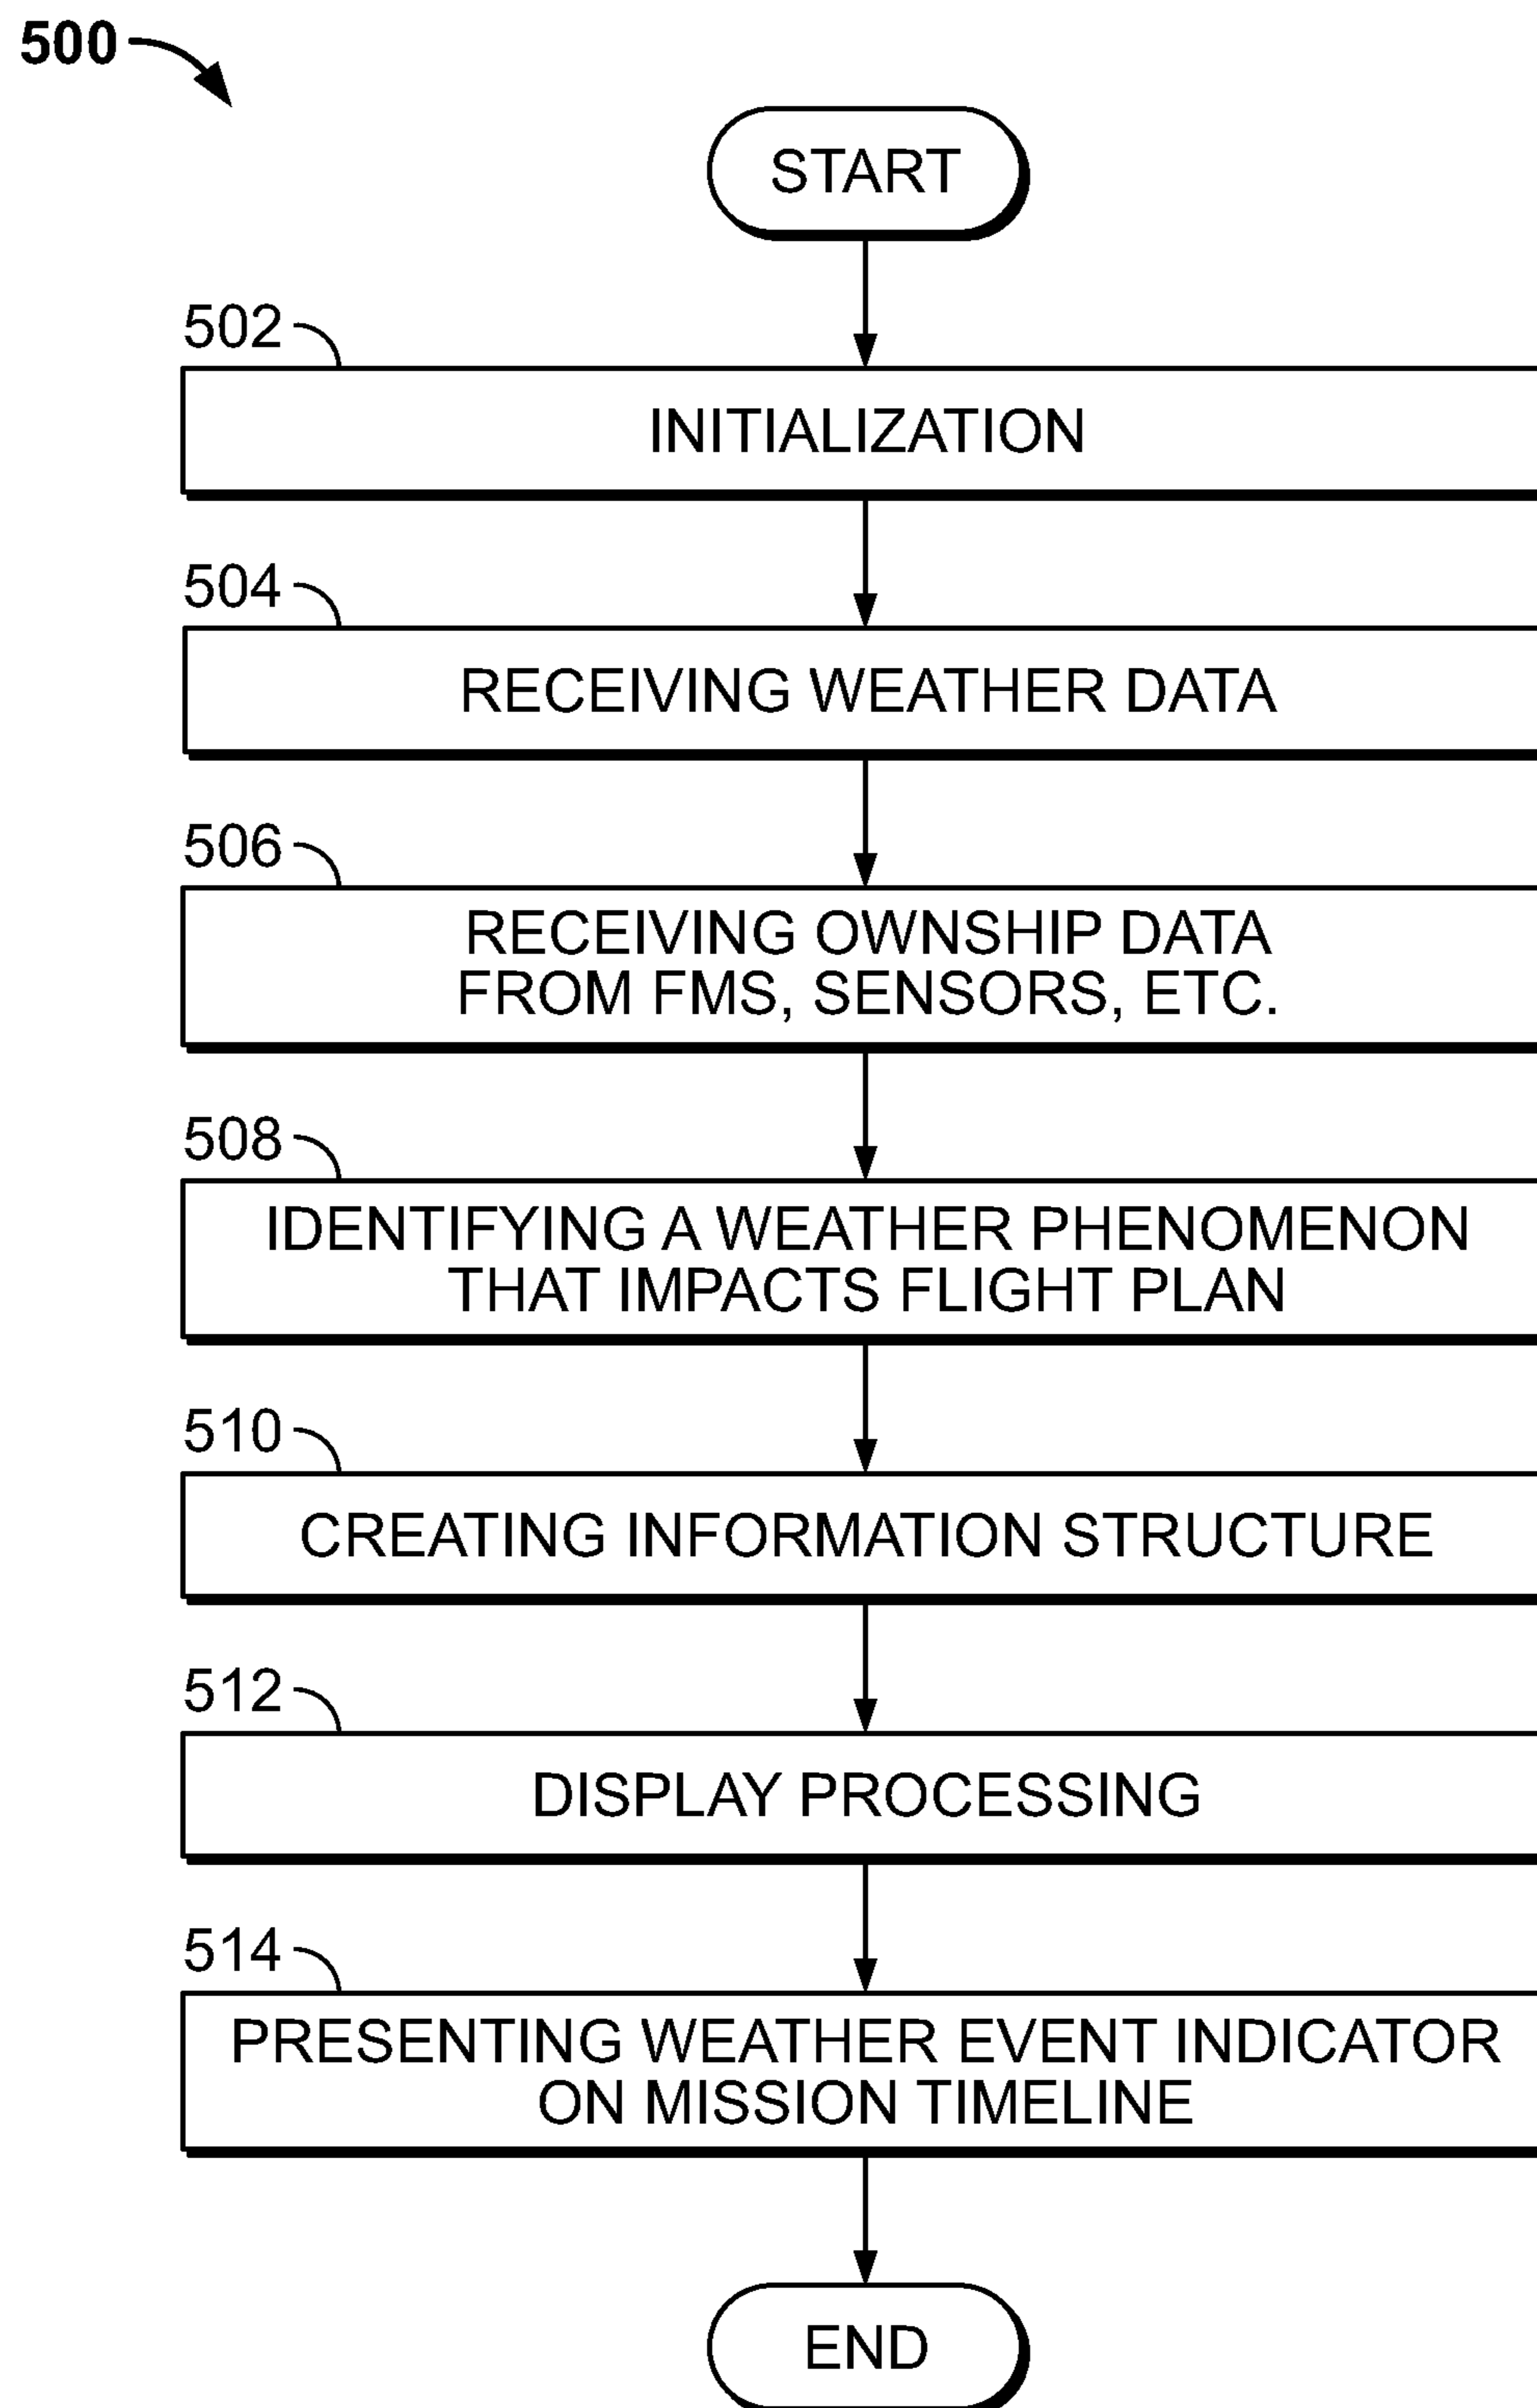 500
START
502
INITIALIZATION
504
RECEIVING WEATHER DATA
506
RECEIVING OWNSHIP DATA
FROM FMS, SENSORS, ETC.
508
IDENTIFYING A WEATHER PHENOMENON
THAT IMPACTS FLIGHT PLAN
510
CREATING INFORMATION STRUCTURE
512
DISPLAY PROCESSING
514
PRESENTING WEATHER EVENT INDICATOR
ON MISSION TIMELINE
END